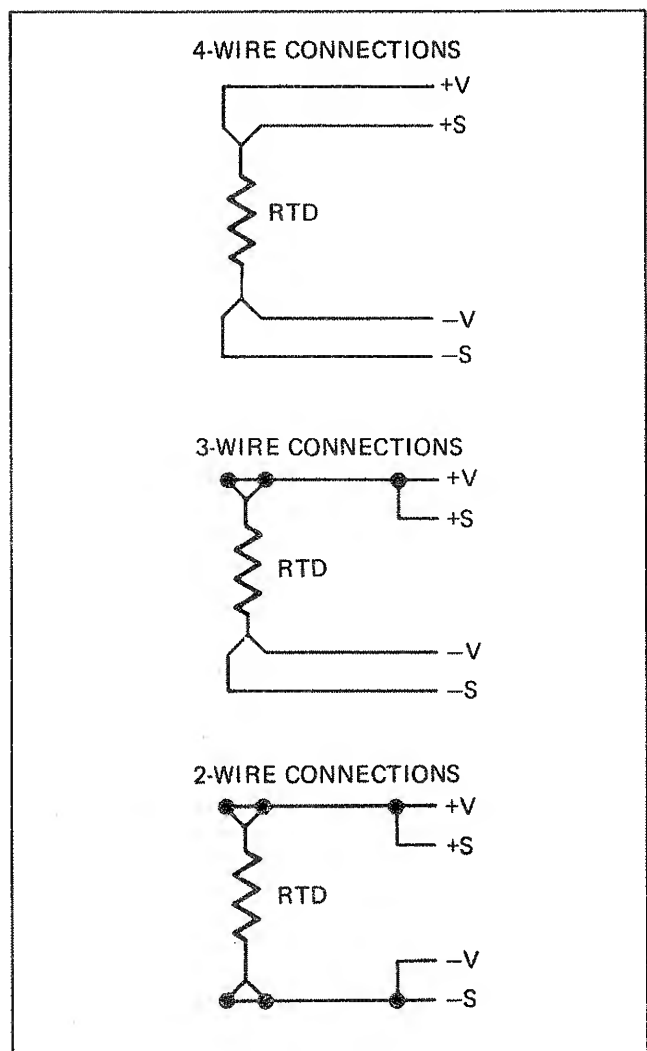 4-WIRE CONNECTIONS
+V
+S
RTD
−V
−S
3-WIRE CONNECTIONS
+V
+S
RTD
−V
−S
2-WIRE CONNECTIONS
+V
+S
RTD
−V
−S